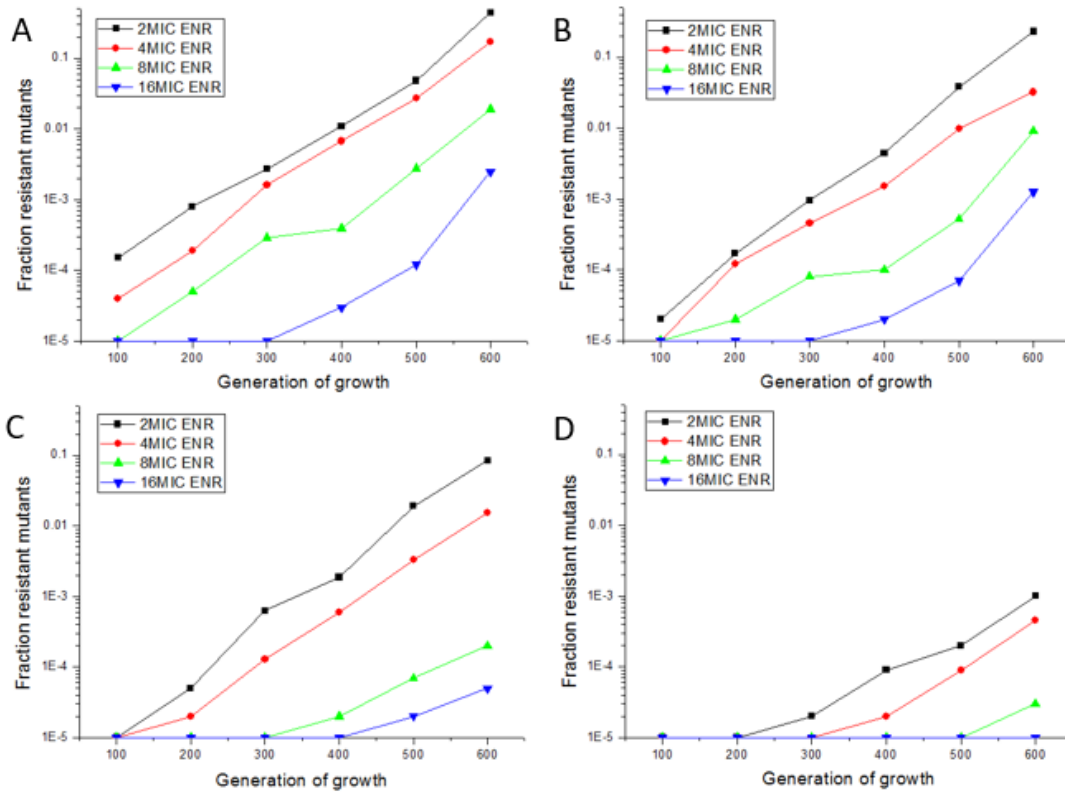 A
2MIC ENR
4MIC ENR
8MIC ENR
16MIC ENR
Fraction resistant mutants
0.1
0.01
1E-3
1E-4
1E-5
100 200 300 400 500 600
Generation of growth
B
2MIC ENR
4MIC ENR
8MIC ENR
16MIC ENR
Fraction resistant mutants
0.1
0.01
1E-3
1E-4
1E-5
100 200 300 400 500 600
Generation of growth
C
2MIC ENR
4MIC ENR
8MIC ENR
16MIC ENR
Fraction resistant mutants
0.1
0.01
1E-3
1E-4
1E-5
100 200 300 400 500 600
Generation of growth
D
2MIC ENR
4MIC ENR
8MIC ENR
16MIC ENR
Fraction resistant mutants
0.1
0.01
1E-3
1E-4
1E-5
100 200 300 400 500 600
Generation of growth